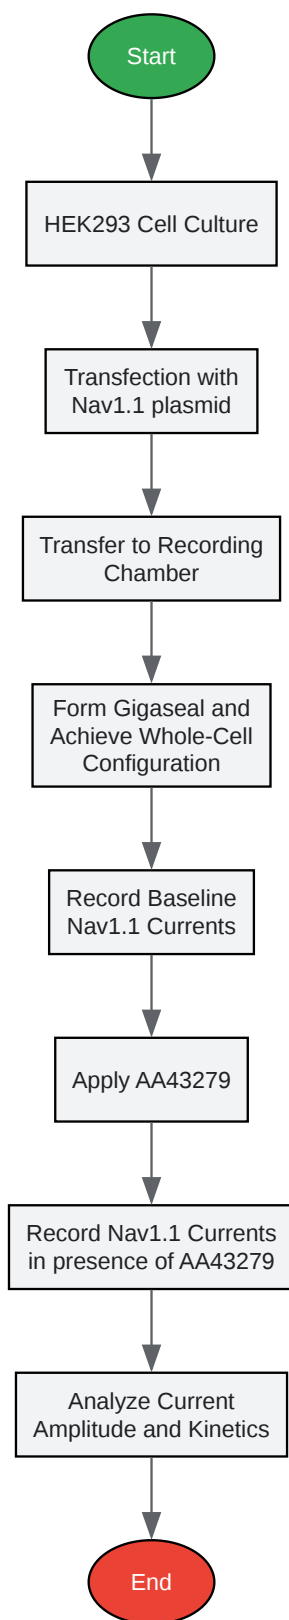 Start
HEK293 Cell Culture
Transfection with
Nav1.1 plasmid
Transfer to Recording
Chamber
Form Gigaseal and
Achieve Whole-Cell
Configuration
Record Baseline
Nav1.1 Currents
Apply AA43279
Record Nav1.1 Currents
in presence of AA43279
Analyze Current
Amplitude and Kinetics
End